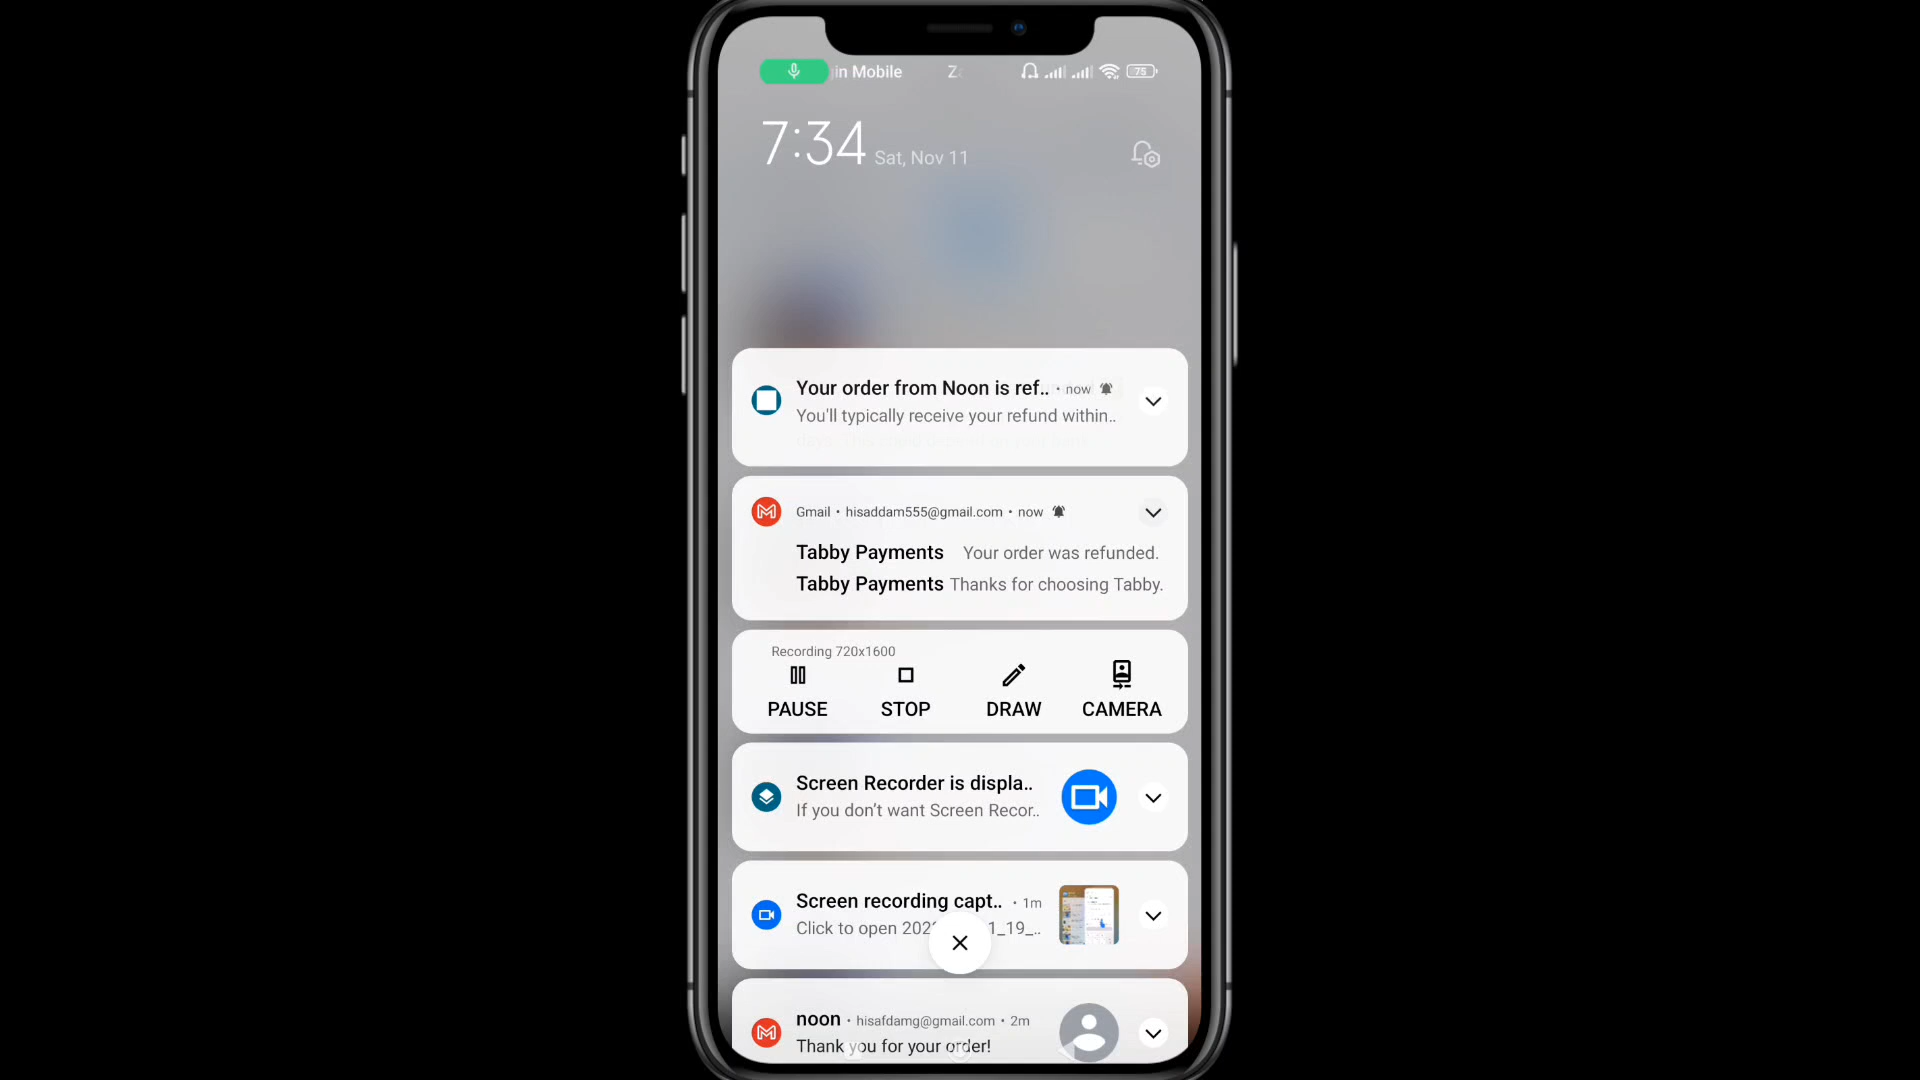 in Mobile
75
7:34 Sat, Nov 11
Your order from Noon is ref.. • now
You'll typically receive your refund within..
Gmail • hisaddam555@gmail.com • now
Tabby Payments Your order was refunded.
Tabby Payments Thanks for choosing Tabby.
Recording 720x1600
PAUSE STOP DRAW CAMERA
Screen Recorder is displa..
If you don't want Screen Recor..
Screen recording capt.. • 1m
Click to open 202 1_19_..
noon • hisafdamg@gmail.com • 2m
Thank you for your order!